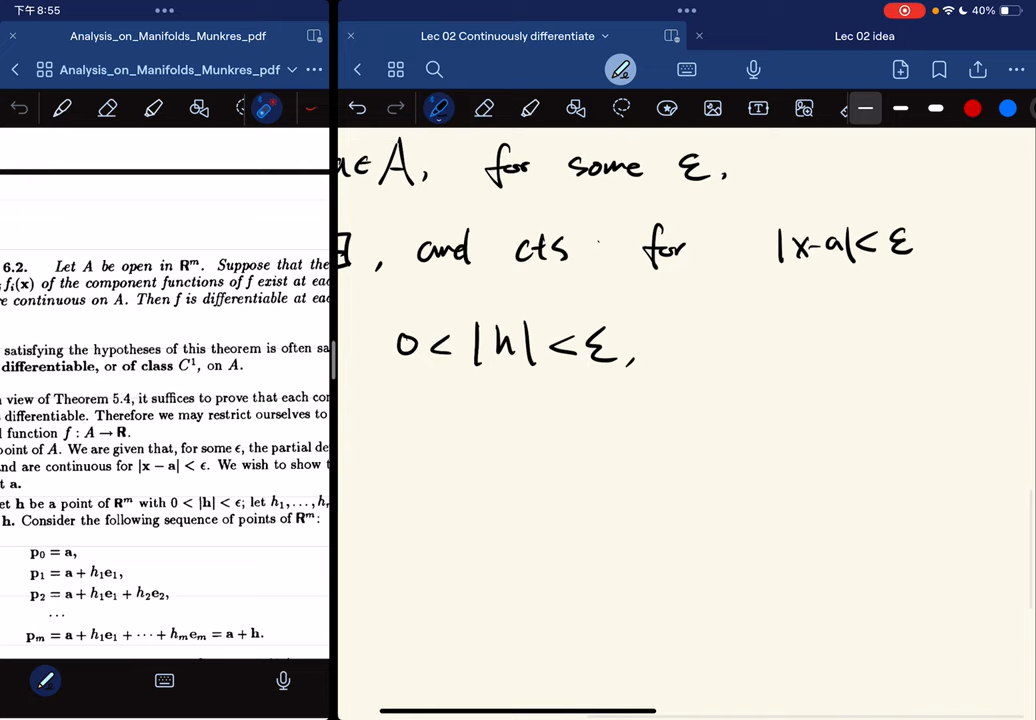 下午8:55
40%
Analysis_on_Manifolds_Munkres_pdf
Lec 02 Continuously differentiate
Lec 02 idea
Analysis_on_Manifolds_Munkres_pdf
6.2. Let A be open in Rᵐ. Suppose that the
fᵢ(x) of the component functions of f exist at ea
re continuous on A. Then f is differentiable at ea
satisfying the hypotheses of this theorem is often sa
differentiable, or of class C¹, on A.
view of Theorem 5.4, it suffices to prove that each co
differentiable. Therefore we may restrict ourselves to
function f : A → R.
point of A. We are given that, for some ϵ, the partial de
nd are continuous for |x − a| < ϵ. We wish to show
t a.
et h be a point of Rᵐ with 0 < |h| < ϵ; let h₁,...,h
h. Consider the following sequence of points of Rᵐ:
p₀ = a,
p₁ = a + h₁e₁,
p₂ = a + h₁e₁ + h₂e₂,
...
pₘ = a + h₁e₁ + ··· + hₘeₘ = a + h.
a∈A, for some ε.
∃, and cts for |x-a|< ε
0 < |h| < ε,